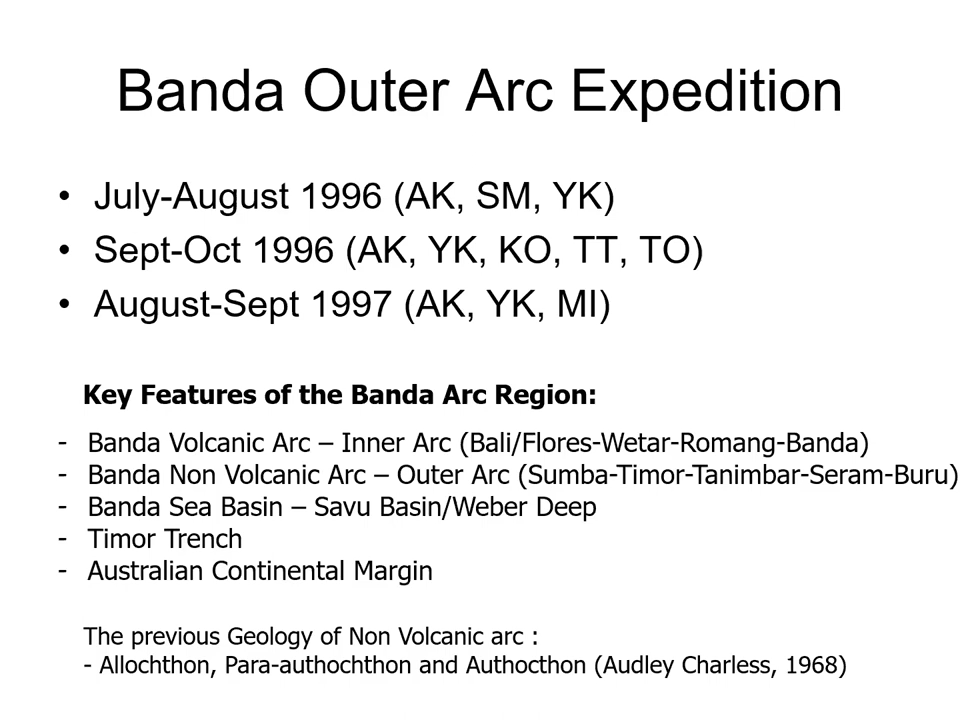 Banda Outer Arc Expedition
• July-August 1996 (AK, SM, YK)
• Sept-Oct 1996 (AK, YK, KO, TT, TO)
• August-Sept 1997 (AK, YK, MI)
Key Features of the Banda Arc Region:
- Banda Volcanic Arc – Inner Arc (Bali/Flores-Wetar-Romang-Banda)
- Banda Non Volcanic Arc – Outer Arc (Sumba-Timor-Tanimbar-Seram-Buru)
- Banda Sea Basin – Savu Basin/Weber Deep
- Timor Trench
- Australian Continental Margin
The previous Geology of Non Volcanic arc :
- Allochthon, Para-authochthon and Authocthon (Audley Charless, 1968)